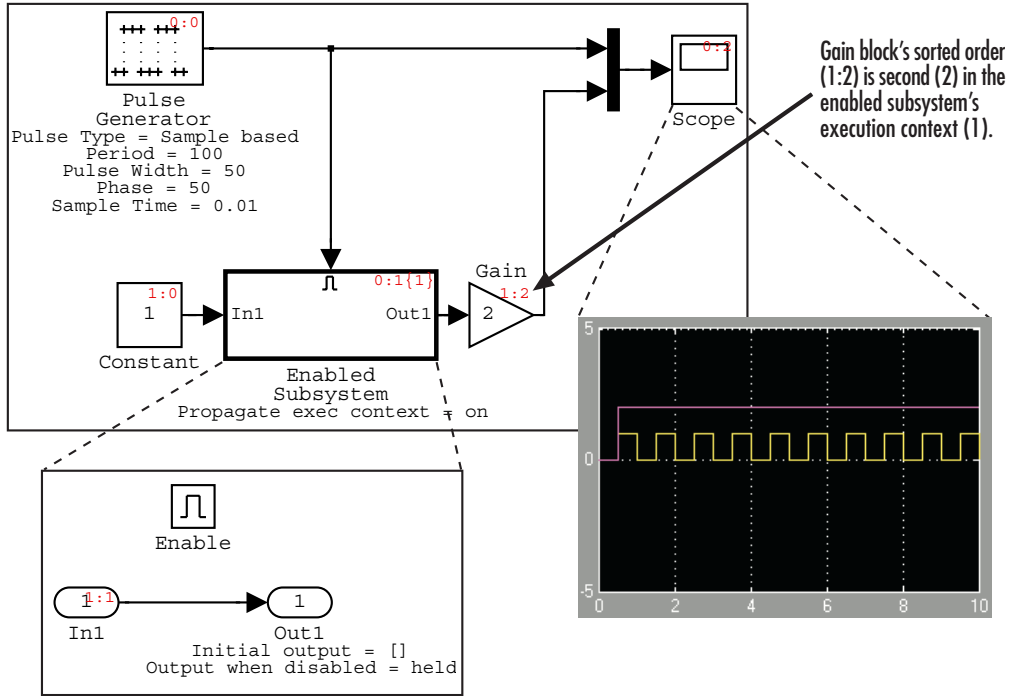 0:0
Pulse
Generator
Pulse Type = Sample based
Period = 100
Pulse Width = 50
Phase = 50
Sample Time = 0.01
0:2
Scope
Gain block's sorted order
(1:2) is second (2) in the
enabled subsystem's
execution context (1).
1:0
1
Constant
0:1{1}
In1
Out1
Enabled
Subsystem
Propagate exec context = on
Gain
1:2
2
5
0
-5
0 2 4 6 8 10
Enable
1
1:1
In1
1
Out1
Initial output = []
Output when disabled = held